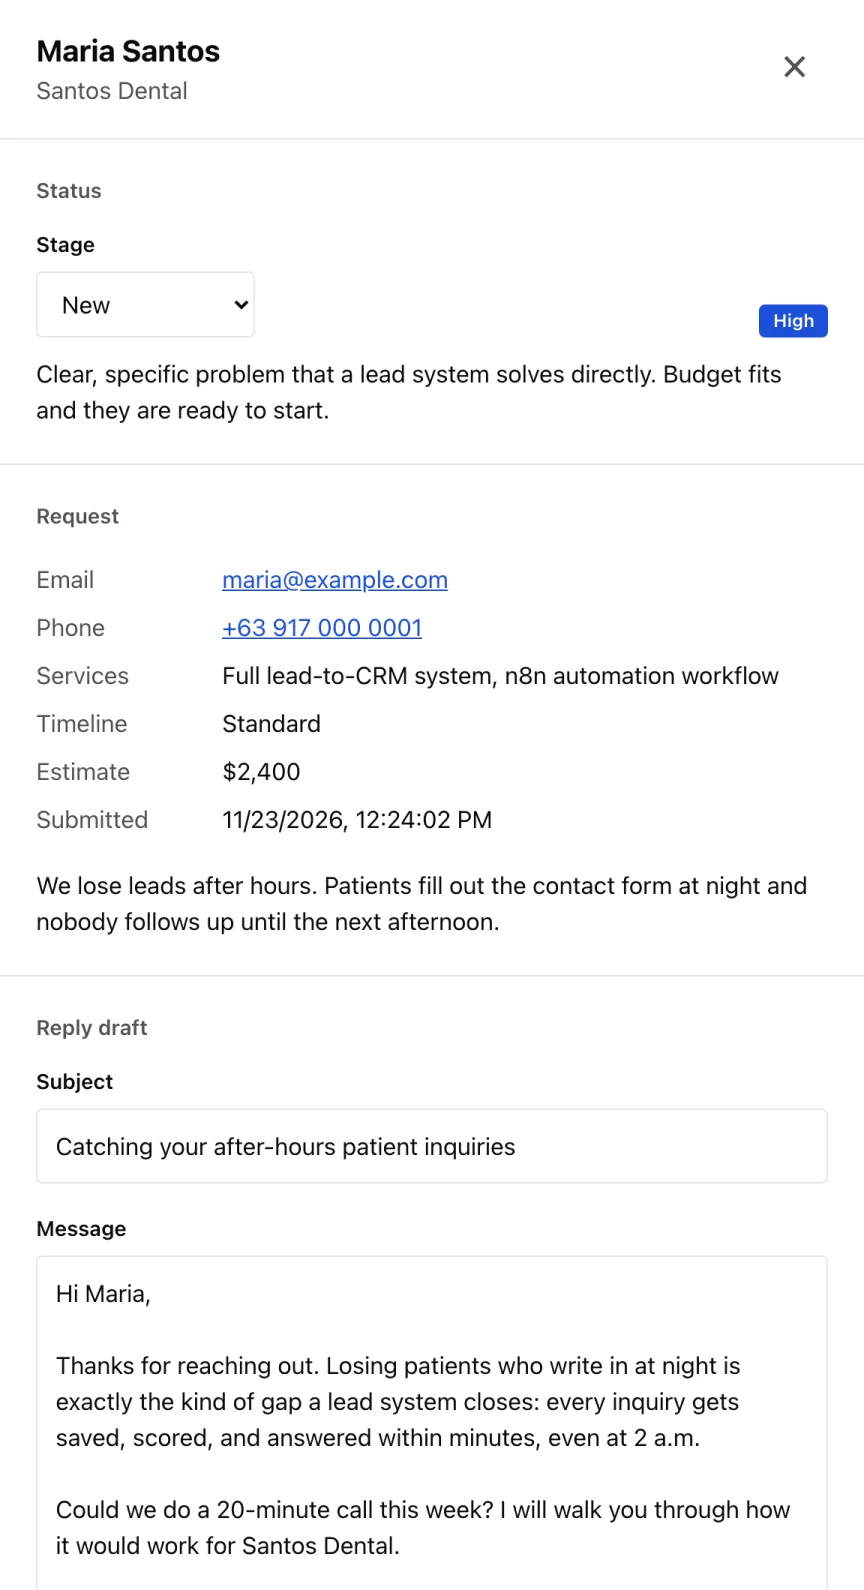 Maria Santos
Santos Dental
Status
Stage
New
High
Clear, specific problem that a lead system solves directly. Budget fits
and they are ready to start.
Request
Email maria@example.com
Phone +63 917 000 0001
Services Full lead-to-CRM system, n8n automation workflow
Timeline Standard
Estimate $2,400
Submitted 11/23/2026, 12:24:02 PM
We lose leads after hours. Patients fill out the contact form at night and
nobody follows up until the next afternoon.
Reply draft
Subject
Catching your after-hours patient inquiries
Message
Hi Maria,
Thanks for reaching out. Losing patients who write in at night is
exactly the kind of gap a lead system closes: every inquiry gets
saved, scored, and answered within minutes, even at 2 a.m.
Could we do a 20-minute call this week? I will walk you through how
it would work for Santos Dental.